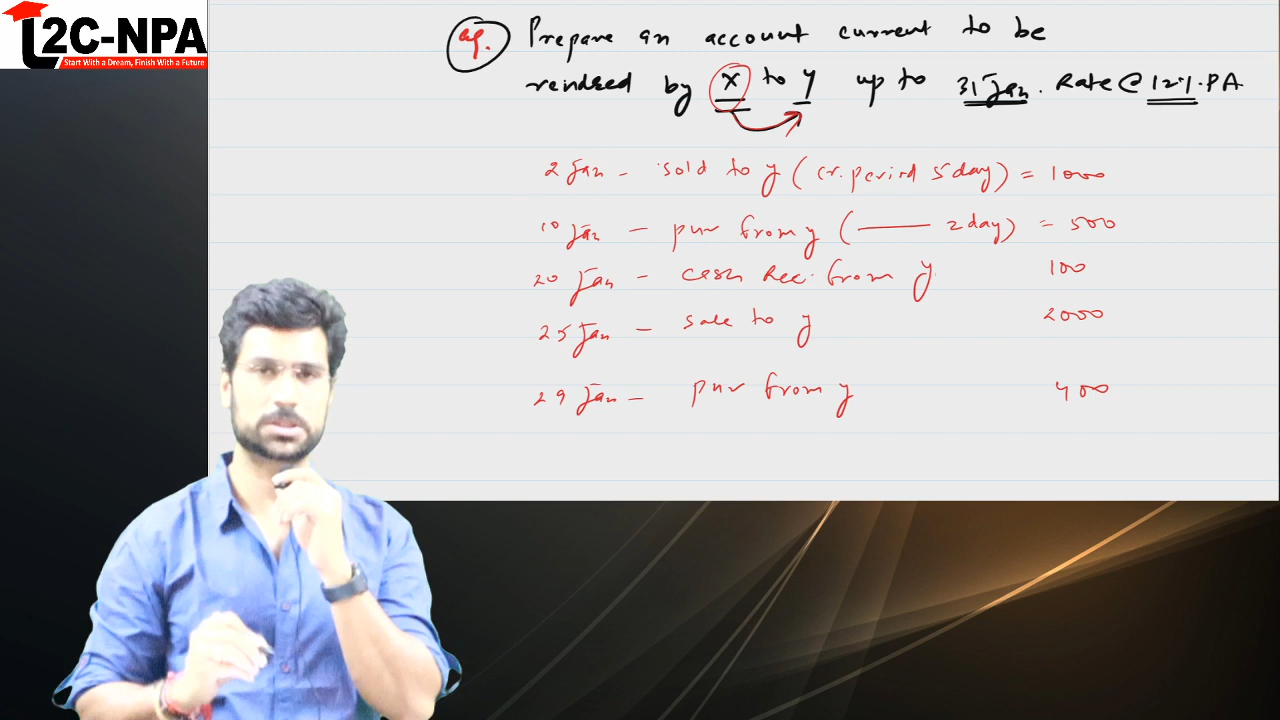 L2C-NPA
Start With a Dream, Finish With a Future
eg. Prepare an account current to be
rendred by X to y up to 31 Jan. Rate @ 12%.PA
2 Jan - sold to y (cr. period 5 day) = 1000
10 Jan - pur from y ( —— 2 day) = 500
20 Jan - cash Rec. from y. 100
25 Jan - sale to y 2000
29 Jan - pur from y 400